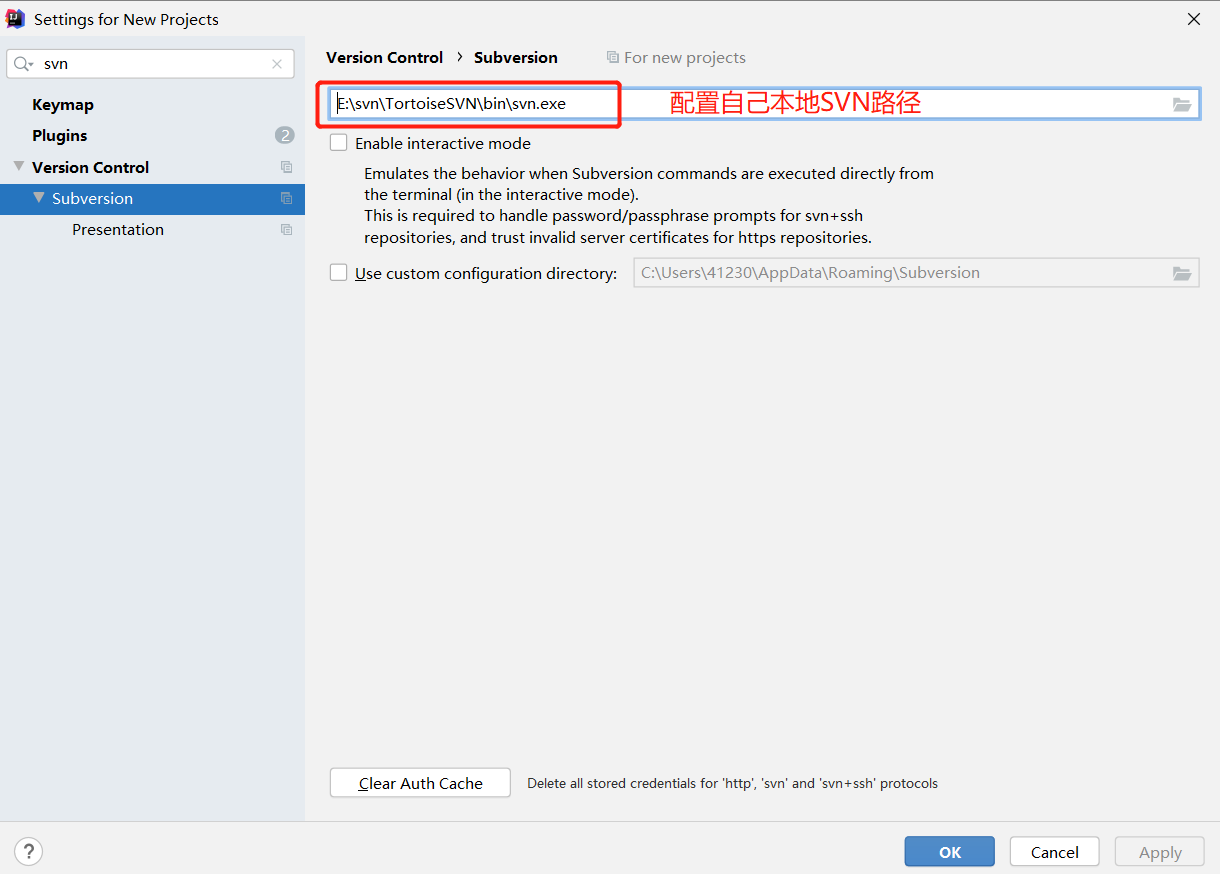 Settings for New Projects
svn
Keymap
Plugins 2
Version Control
Subversion
Presentation
Version Control › Subversion For new projects
E:\svn\TortoiseSVN\bin\svn.exe 配置自己本地SVN路径
Enable interactive mode
Emulates the behavior when Subversion commands are executed directly from
the terminal (in the interactive mode).
This is required to handle password/passphrase prompts for svn+ssh
repositories, and trust invalid server certificates for https repositories.
Use custom configuration directory: C:\Users\41230\AppData\Roaming\Subversion
Clear Auth Cache Delete all stored credentials for 'http', 'svn' and 'svn+ssh' protocols
? OK Cancel Apply